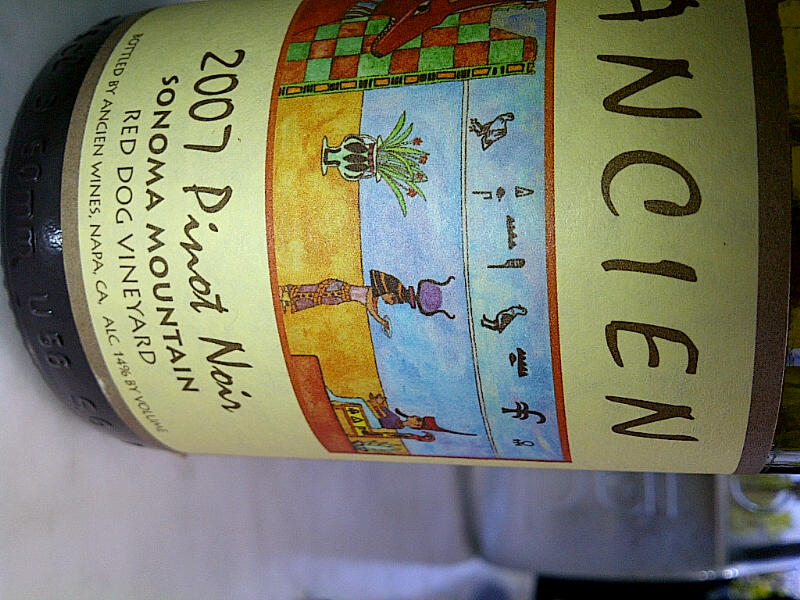 ANCIEN
2007 Pinot Noir
SONOMA MOUNTAIN
RED DOG VINEYARD
BOTTLED BY ANCIEN WINES, NAPA, CA. ALC. 14% BY VOLUME